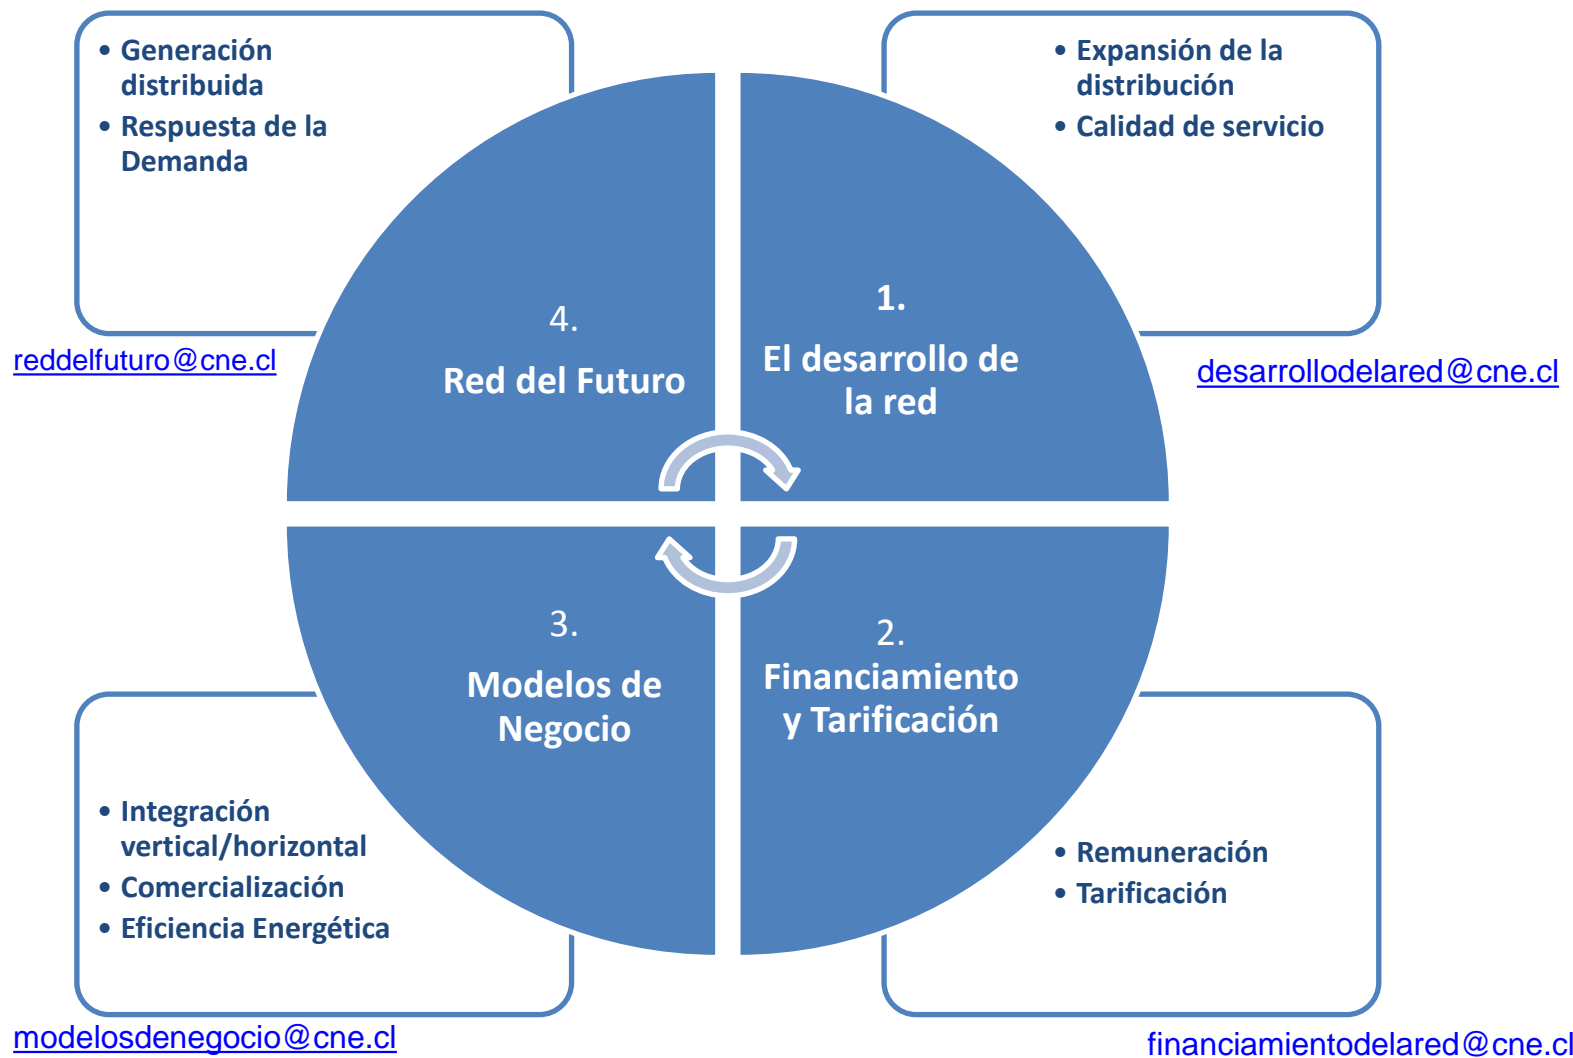 • Generación
distribuida
• Respuesta de la
Demanda
reddelfuturo@cne.cl
4.
Red del Futuro
• Expansión de la
distribución
• Calidad de servicio
desarrollodelared@cne.cl
1.
El desarrollo de
la red
3.
Modelos de
Negocio
• Integración
vertical/horizontal
• Comercialización
• Eficiencia Energética
modelosdenegocio@cne.cl
2.
Financiamiento
y Tarificación
• Remuneración
• Tarificación
financiamientodelared@cne.cl